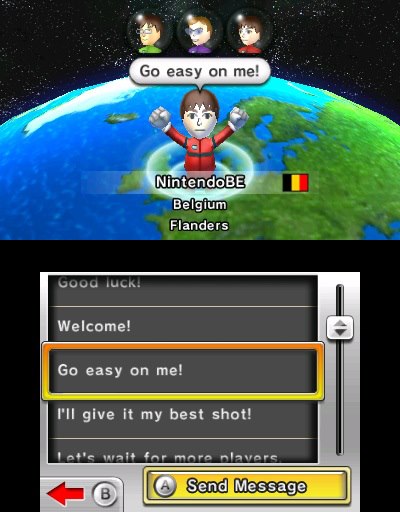 Go easy on me!
NintendoBE
Belgium
Flanders
Good luck!
Welcome!
Go easy on me!
I'll give it my best shot!
Let's wait for more players.
B
A Send Message